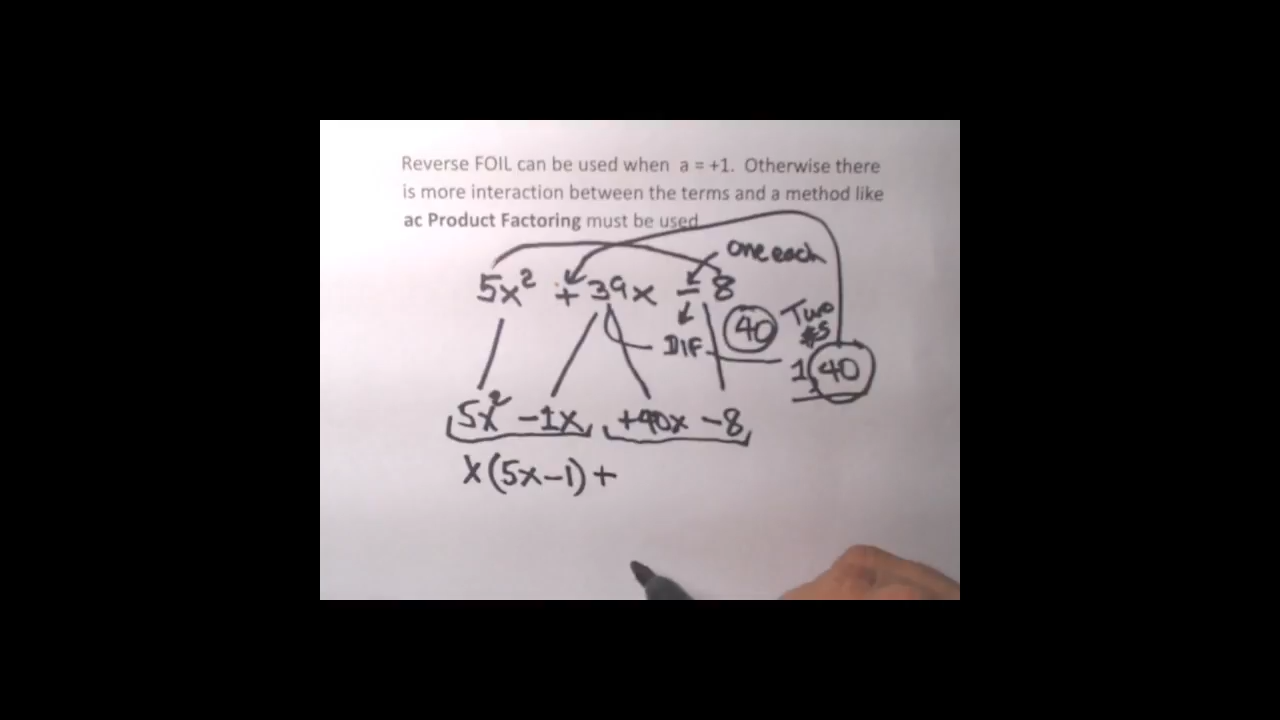 Reverse FOIL can be used when a = +1. Otherwise there
is more interaction between the terms and a method like
ac Product Factoring must be used
one each
5x² + 39x - 8
40
Two
#s
DIF
1, 40
5x² -1x +40x -8
x(5x-1)+